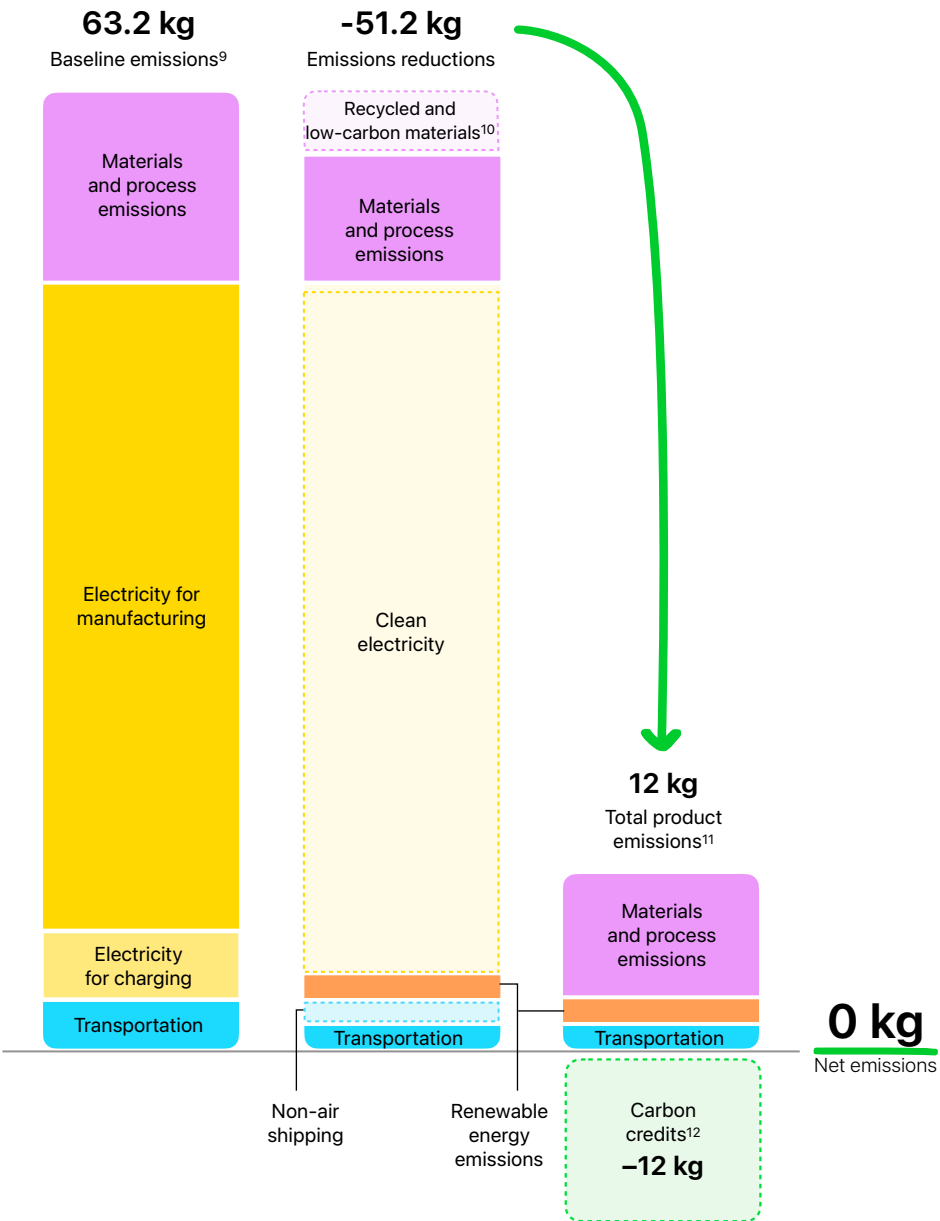 63.2 kg
Baseline emissions⁹
Materials
and process
emissions
Electricity for
manufacturing
Electricity
for charging
Transportation
-51.2 kg
Emissions reductions
Recycled and
low-carbon materials¹⁰
Materials
and process
emissions
Clean
electricity
Transportation
Non-air
shipping
Renewable
energy
emissions
12 kg
Total product
emissions¹¹
Materials
and process
emissions
Transportation
Carbon
credits¹²
–12 kg
0 kg
Net emissions